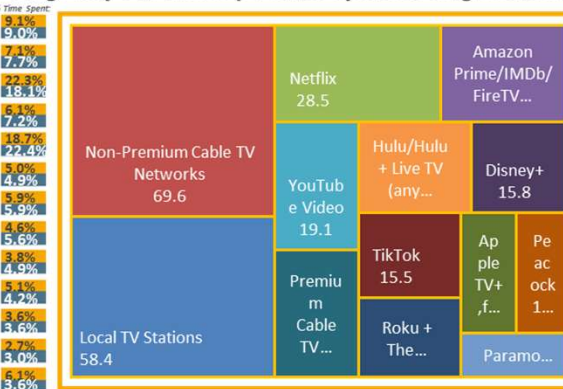 Time Spent:
9.1%
9.0%
7.1%
7.7%
22.3%
18.1%
6.1%
7.2%
18.7%
22.4%
5.0%
4.9%
5.9%
5.9%
4.6%
5.6%
3.8%
4.9%
5.1%
4.2%
3.6%
3.6%
2.7%
3.0%
6.1%
3.6%
Non-Premium Cable TV
Networks
69.6
Local TV Stations
58.4
Netflix
28.5
Amazon
Prime/IMDb/
FireTV...
YouTub
e Video
19.1
Hulu/Hulu
+ Live TV
(any...
Disney+
15.8
Premiu
m
Cable
TV...
TikTok
15.5
Roku +
The...
Ap
ple
TV+
,f...
Pe
ac
ock
1...
Paramo...